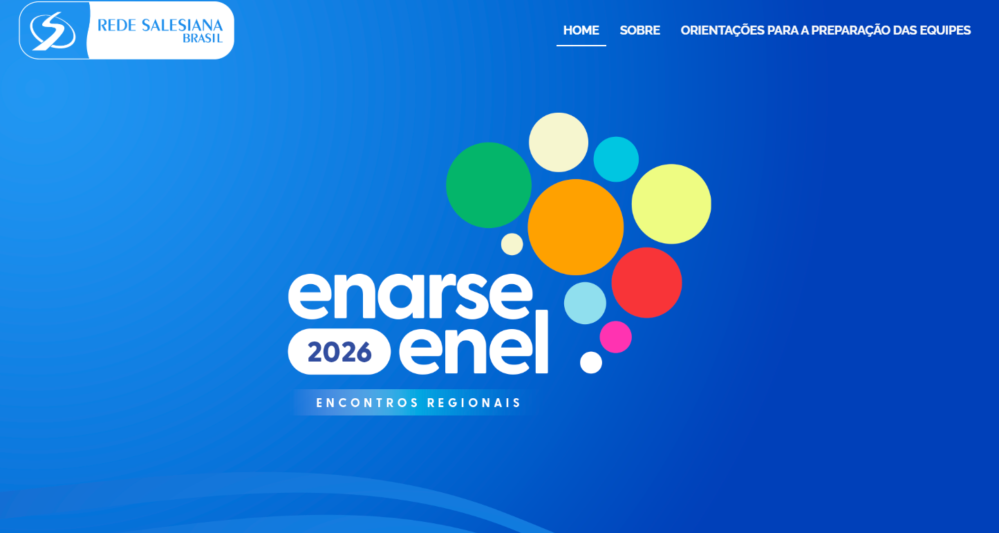 REDE SALESIANA
BRASIL
HOME SOBRE ORIENTAÇÕES PARA A PREPARAÇÃO DAS EQUIPES
enarse
2026 enel
ENCONTROS REGIONAIS